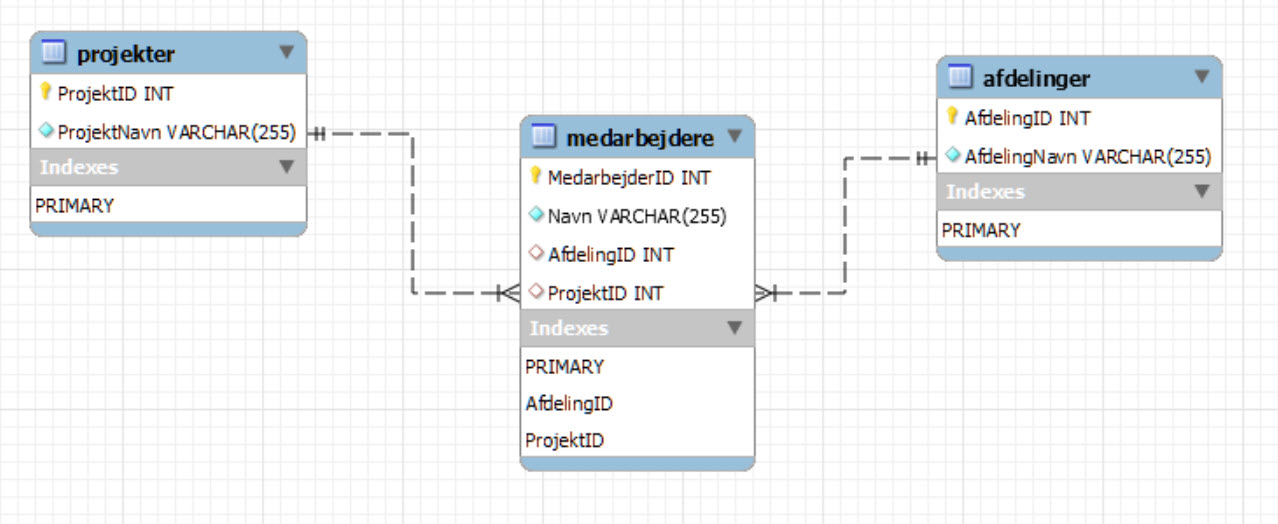 projekter
ProjektID INT
ProjektNavn VARCHAR(255)
Indexes
PRIMARY
medarbejdere
MedarbejderID INT
Navn VARCHAR(255)
AfdelingID INT
ProjektID INT
Indexes
PRIMARY
AfdelingID
ProjektID
afdelinger
AfdelingID INT
AfdelingNavn VARCHAR(255)
Indexes
PRIMARY